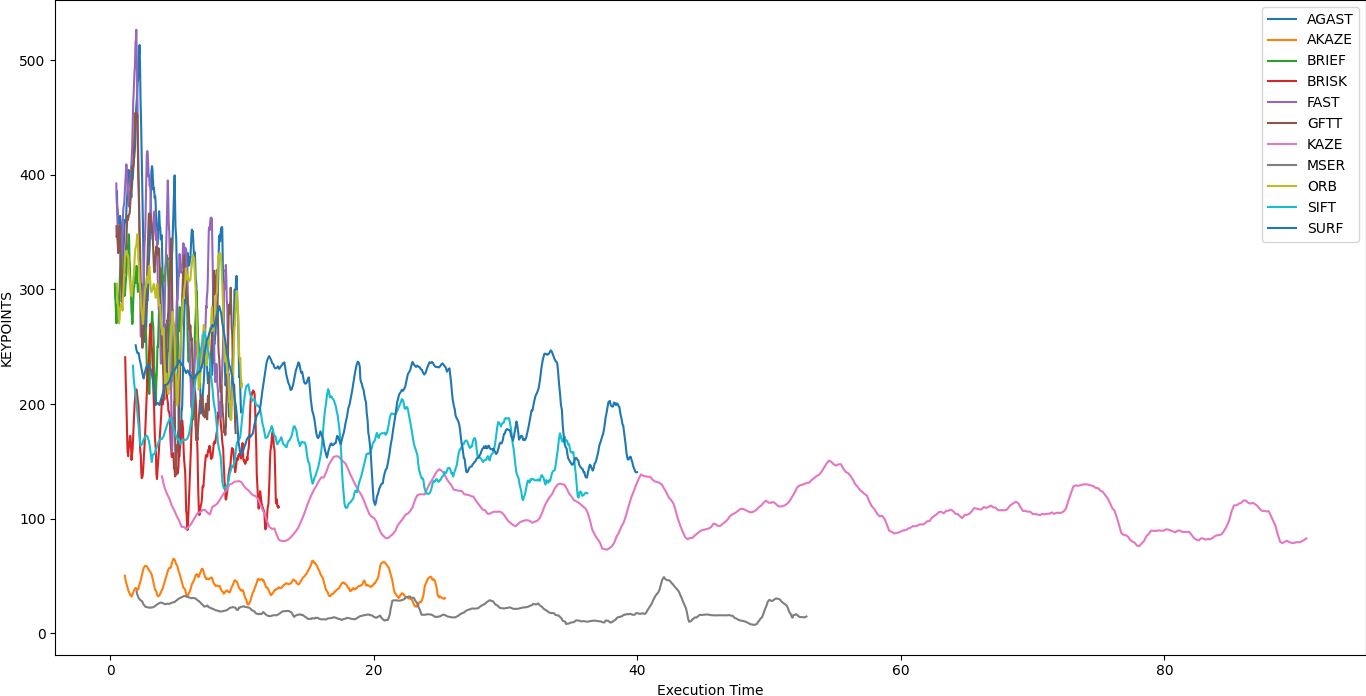 500
400
300
200
100
0
KEYPOINTS
0 20 40 60 80
Execution Time
AGAST
AKAZE
BRIEF
BRISK
FAST
GFTT
KAZE
MSER
ORB
SIFT
SURF